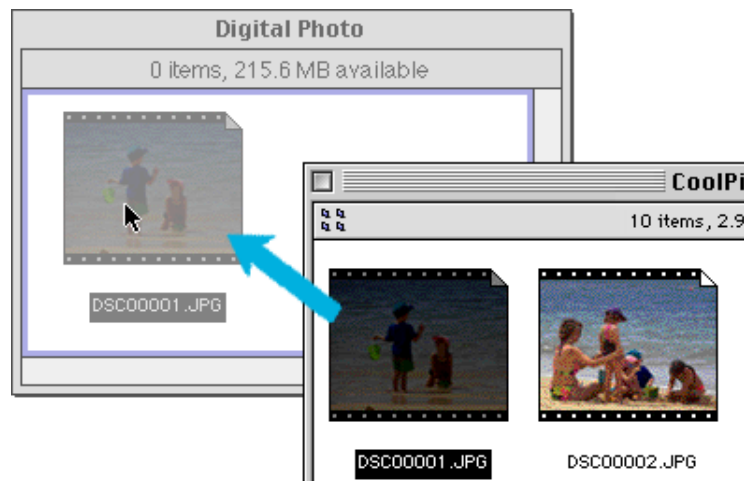 Digital Photo
0 items, 215.6 MB available
DSC00001.JPG
CoolPi
10 items, 2.9
DSC00001.JPG
DSC00002.JPG